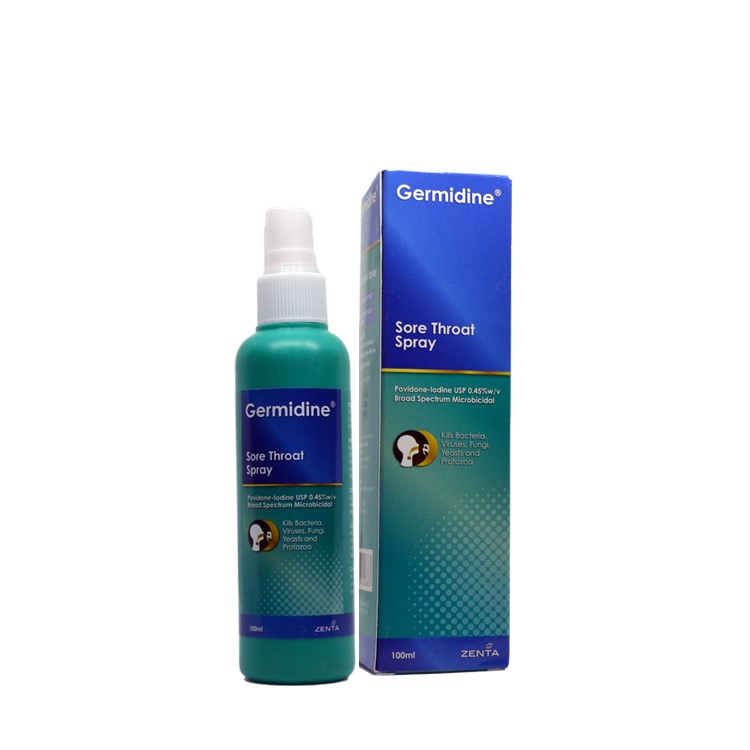 Germidine®
Sore Throat
Spray
Povidone-Iodine USP 0.45%w/v
Broad Spectrum Microbicidal
Kills Bacteria,
Viruses, Fungi,
Yeasts and
Protozoa
100ml
ZENTA
Germidine®
Sore Throat
Spray
Povidone-Iodine USP 0.45%w/v
Broad Spectrum Microbicidal
Kills Bacteria,
Viruses, Fungi,
Yeasts and
Protozoa
100ml
ZENTA